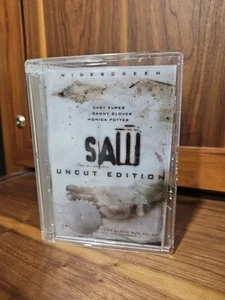 WIDESCREEN
CARY ELWES
DANNY GLOVER
MONICA POTTER
SAW
UNCUT EDITION